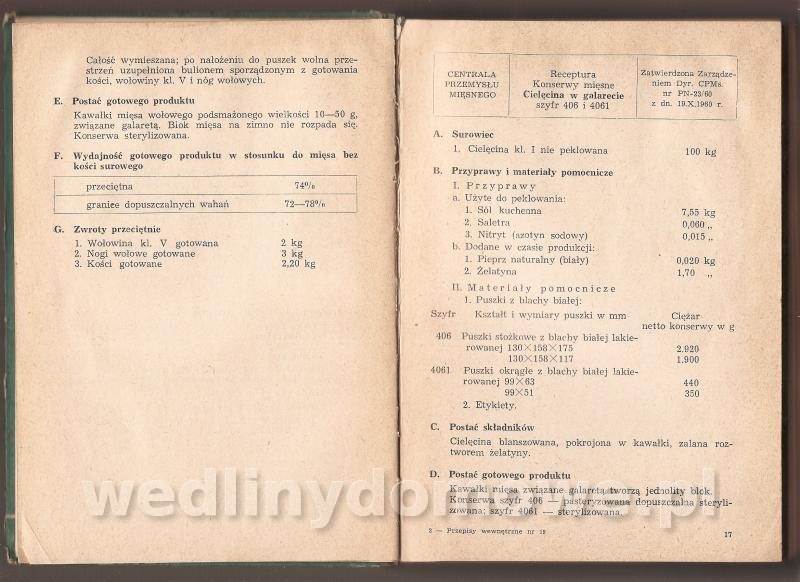 Całość wymieszana; po nałożeniu do puszek wolna prze-
strzeń uzupełniona bulionem sporządzonym z gotowania
kości, wołowiny kl. V i nóg wołowych.
E. Postać gotowego produktu
Kawałki mięsa wołowego podsmażonego wielkości 10—50 g,
związane galaretą. Blok mięsa na zimno nie rozpada się.
Konserwa sterylizowana.
F. Wydajność gotowego produktu w stosunku do mięsa bez
kości surowego
przeciętna 74%
granice dopuszczalnych wahań 72—78%
G. Zwroty przeciętnie
1. Wołowina kl. V gotowana 2 kg
2. Nogi wołowe gotowane 3 kg
3. Kości gotowane 2,20 kg
CENTRALA
PRZEMYSŁU
MIĘSNEGO
Receptura
Konserwy mięsne
Cielęcina w galarecie
szyfr 406 i 4061
Zatwierdzona Zarządze-
niem Dyr. CPMs.
nr PN-23/60
z dn. 19.X.1960 r.
A. Surowiec
1. Cielęcina kl. I nie peklowana 100 kg
B. Przyprawy i materiały pomocnicze
I. Przyprawy
a. Użyte do peklowania:
1. Sól kuchenna 7,55 kg
2. Saletra 0,060 „
3. Nitryt (azotyn sodowy) 0,015 „
b. Dodane w czasie produkcji:
1. Pieprz naturalny (biały) 0,020 kg
2. Żelatyna 1,70 „
II. Materiały pomocnicze
1. Puszki z blachy białej:
Szyfr Kształt i wymiary puszki w mm Ciężar
netto konserwy w g
406 Puszki stożkowe z blachy białej lakie-
rowanej 130×158×175 2.920
130×158×117 1.900
4061 Puszki okrągłe z blachy białej lakie-
rowanej 99×63 440
99×51 350
2. Etykiety.
C. Postać składników
Cielęcina blanszowana, pokrojona w kawałki, zalana roz-
tworem żelatyny.
D. Postać gotowego produktu
Kawałki mięsa związane galaretą tworzą jednolity blok.
Konserwa szyfr 406 — pasteryzowana dopuszczalna steryli-
zowana; szyfr 4061 — sterylizowana.
2 — Przepisy wewnętrzne nr 19
17
wedlinydomowe.pl